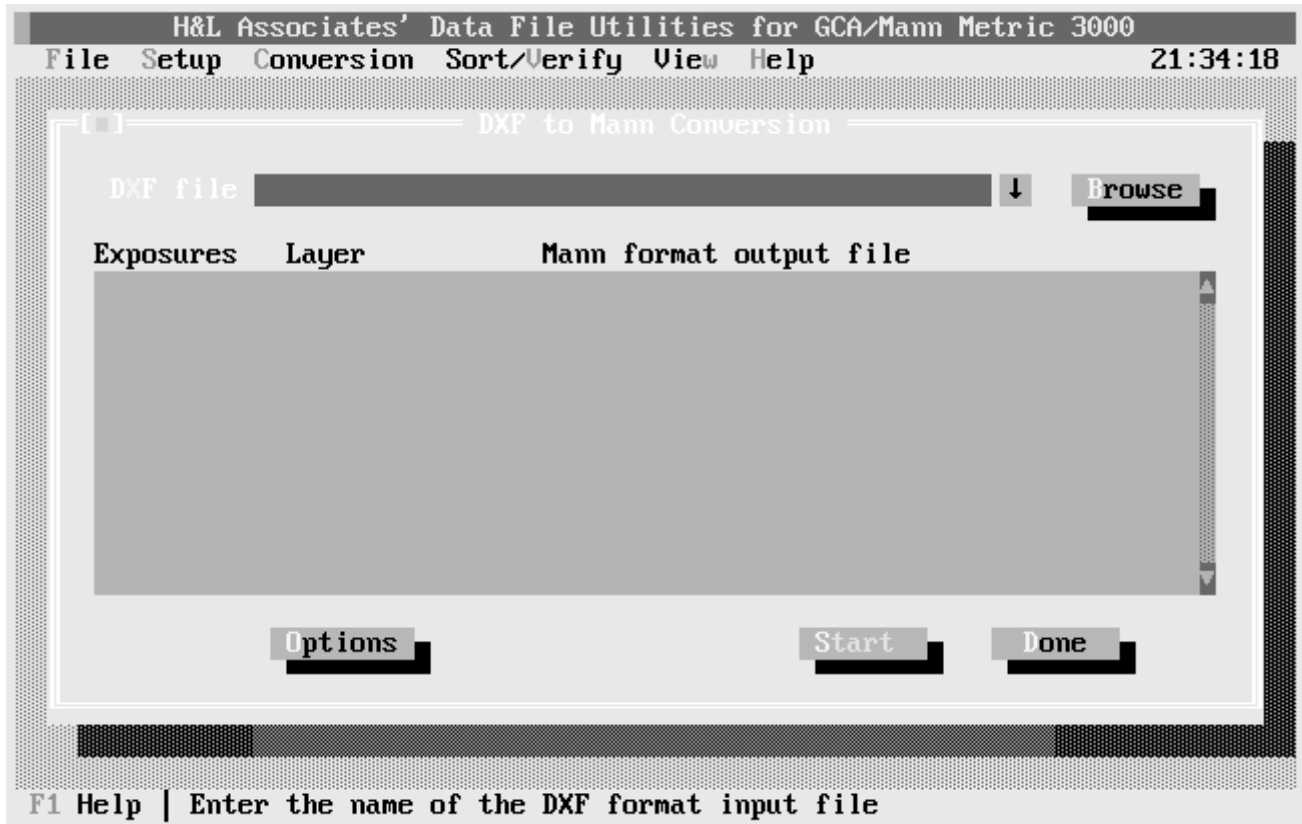 H&L Associates' Data File Utilities for GCA/Mann Metric 3000
File Setup Conversion Sort/Verify View Help 21:34:18
[■] DXF to Mann Conversion
DXF file ↓ Browse
Exposures Layer Mann format output file
▲
▼
Options Start Done
F1 Help | Enter the name of the DXF format input file